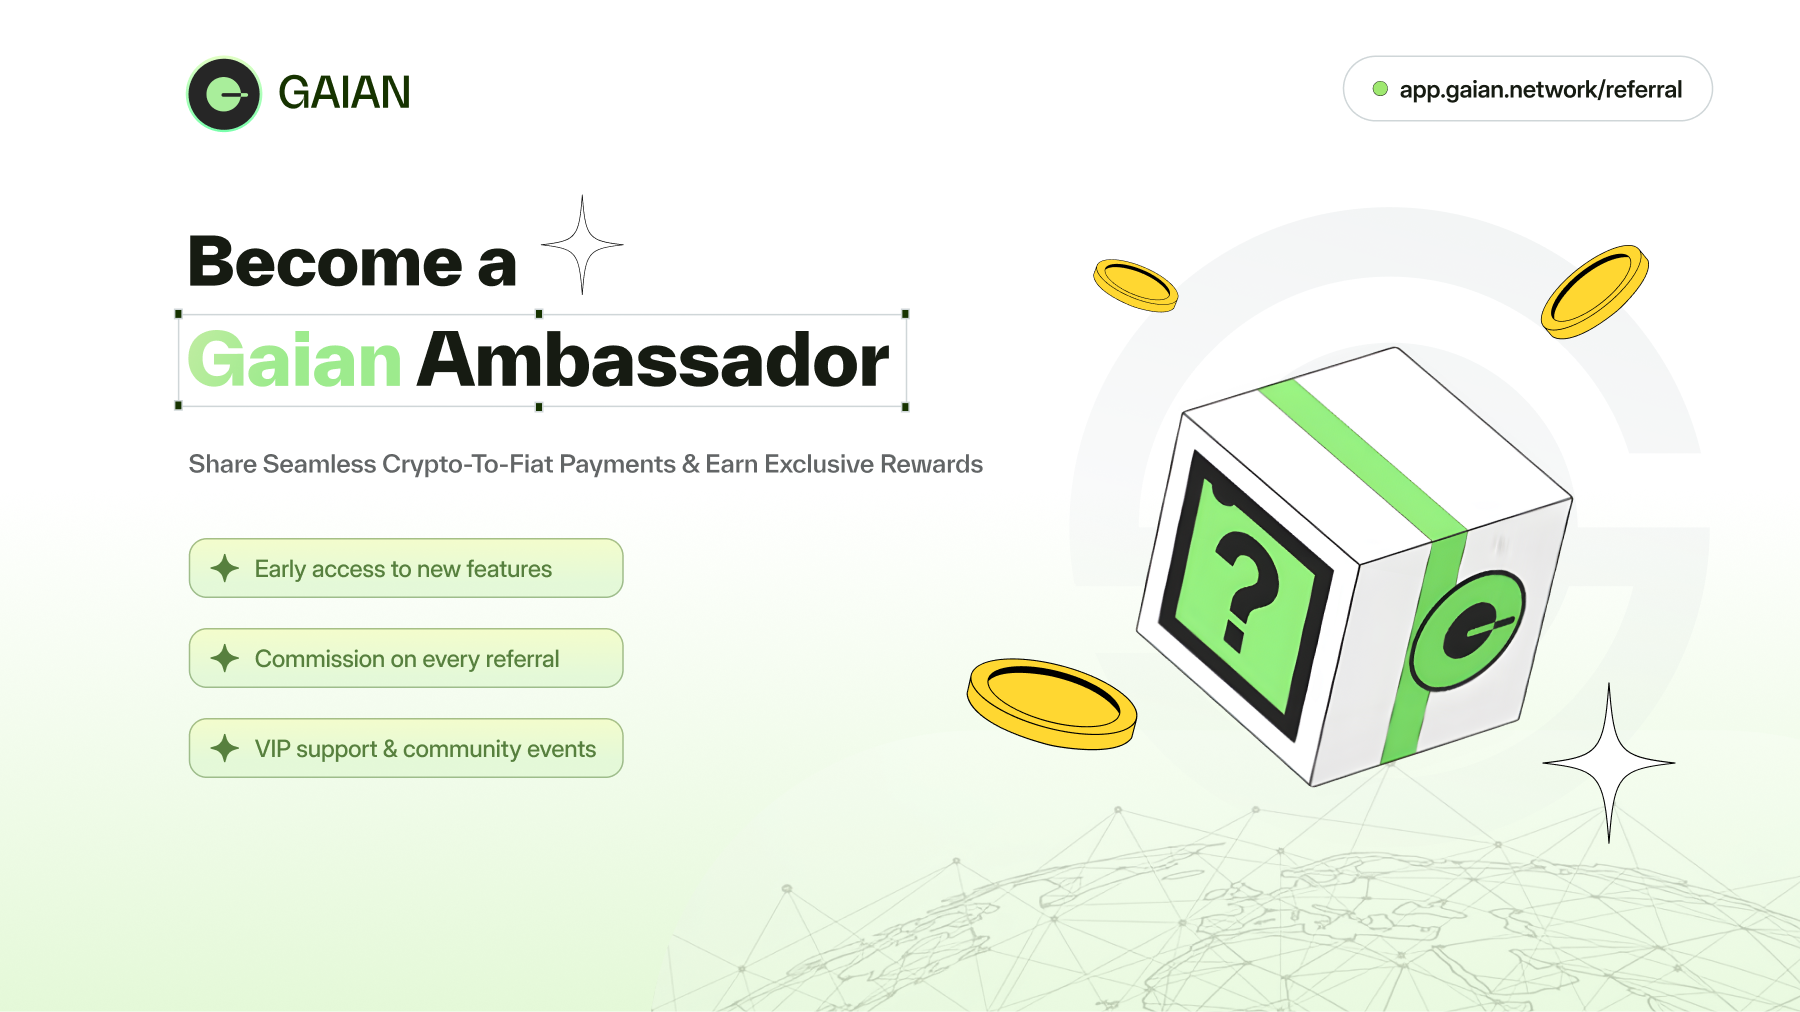 GAIAN
app.gaian.network/referral
Become a
Gaian Ambassador
Share Seamless Crypto-To-Fiat Payments & Earn Exclusive Rewards
Early access to new features
Commission on every referral
VIP support & community events
?